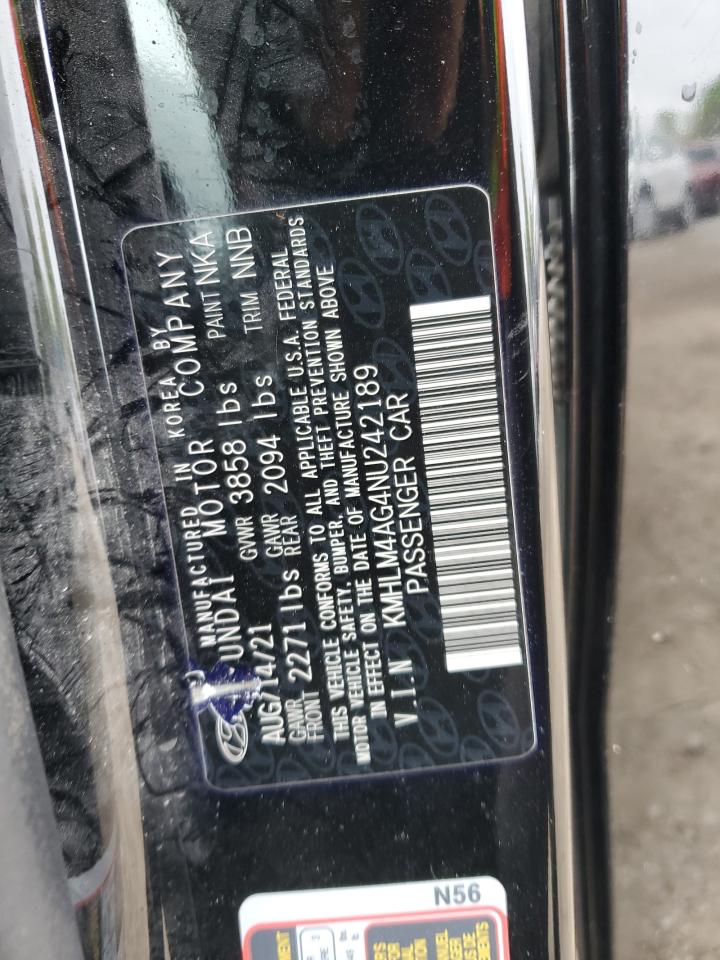 MANUFACTURED IN KOREA BY
UNDAI MOTOR COMPANY
AUG/14/21 GVWR 3858 lbs PAINT NKA
GAWR FRONT 2271 lbs GAWR REAR 2094 lbs TRIM NNB
THIS VEHICLE CONFORMS TO ALL APPLICABLE U.S.A. FEDERAL
MOTOR VEHICLE SAFETY, BUMPER, AND THEFT PREVENTION STANDARDS
IN EFFECT ON THE DATE OF MANUFACTURE SHOWN ABOVE
V.I.N KMHLM4AG4NU242189
PASSENGER CAR
N56